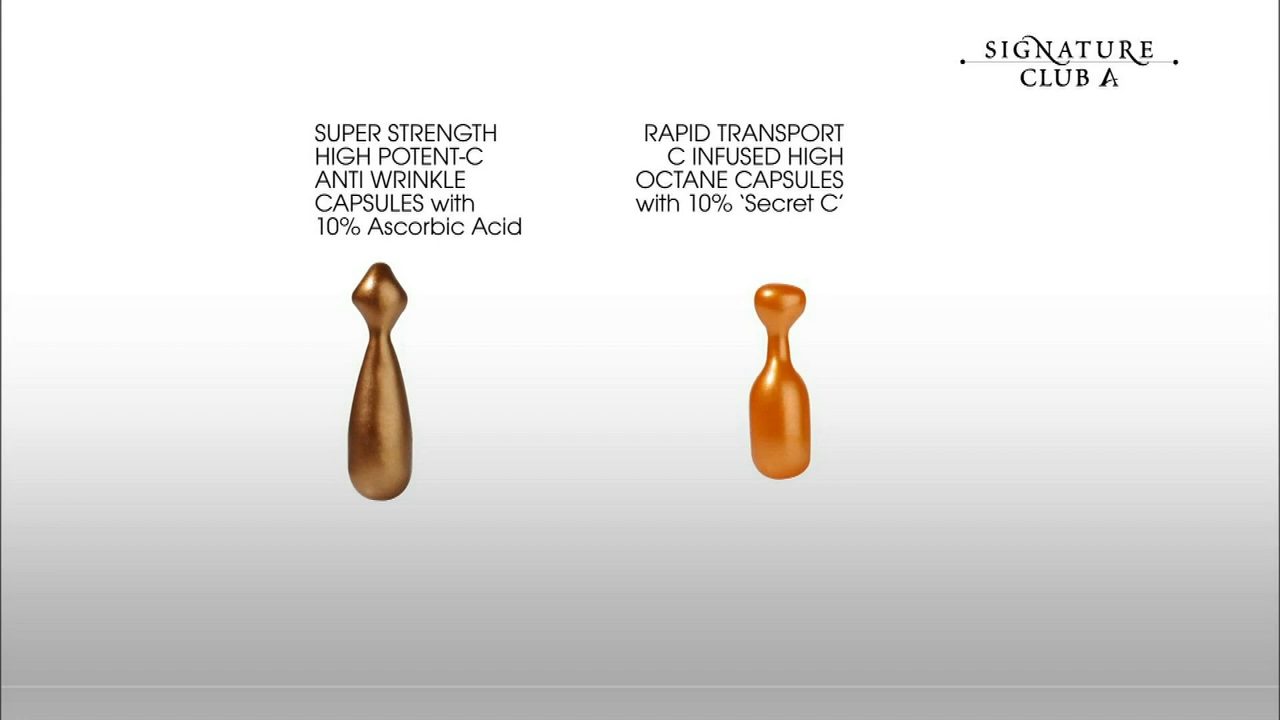 SIGNATURE
CLUB A
SUPER STRENGTH
HIGH POTENT-C
ANTI WRINKLE
CAPSULES with
10% Ascorbic Acid
RAPID TRANSPORT
C INFUSED HIGH
OCTANE CAPSULES
with 10% ‘Secret C’